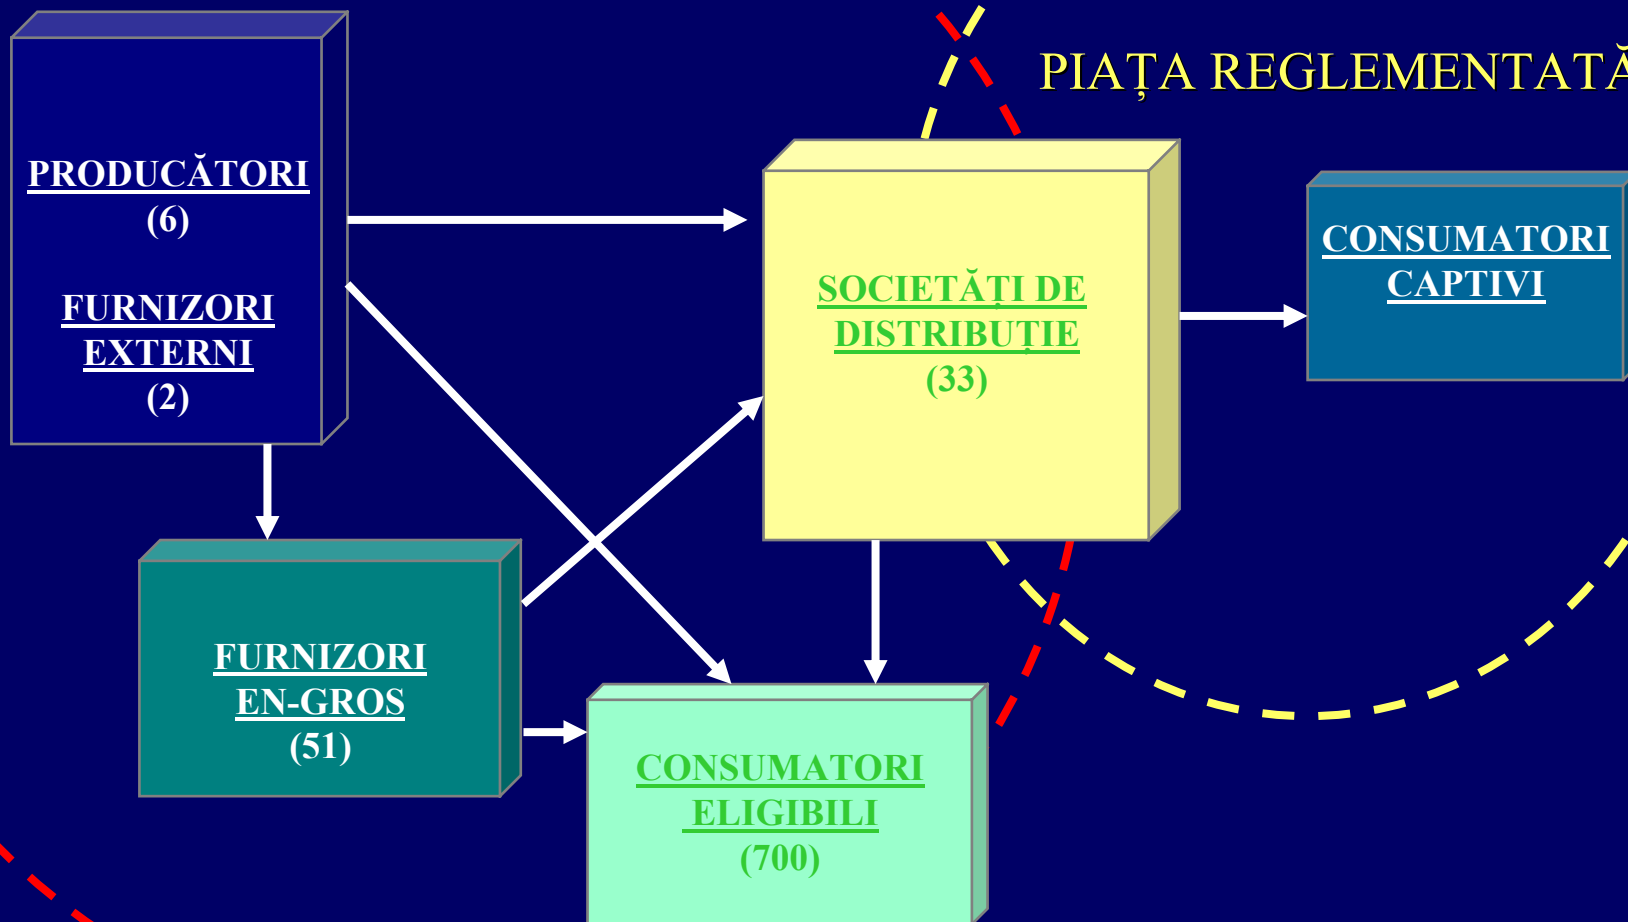 PIAȚA REGLEMENTATĂ
PRODUCĂTORI
(6)
FURNIZORI
EXTERNI
(2)
SOCIETĂȚI DE
DISTRIBUȚIE
(33)
CONSUMATORI
CAPTIVI
FURNIZORI
EN-GROS
(51)
CONSUMATORI
ELIGIBILI
(700)